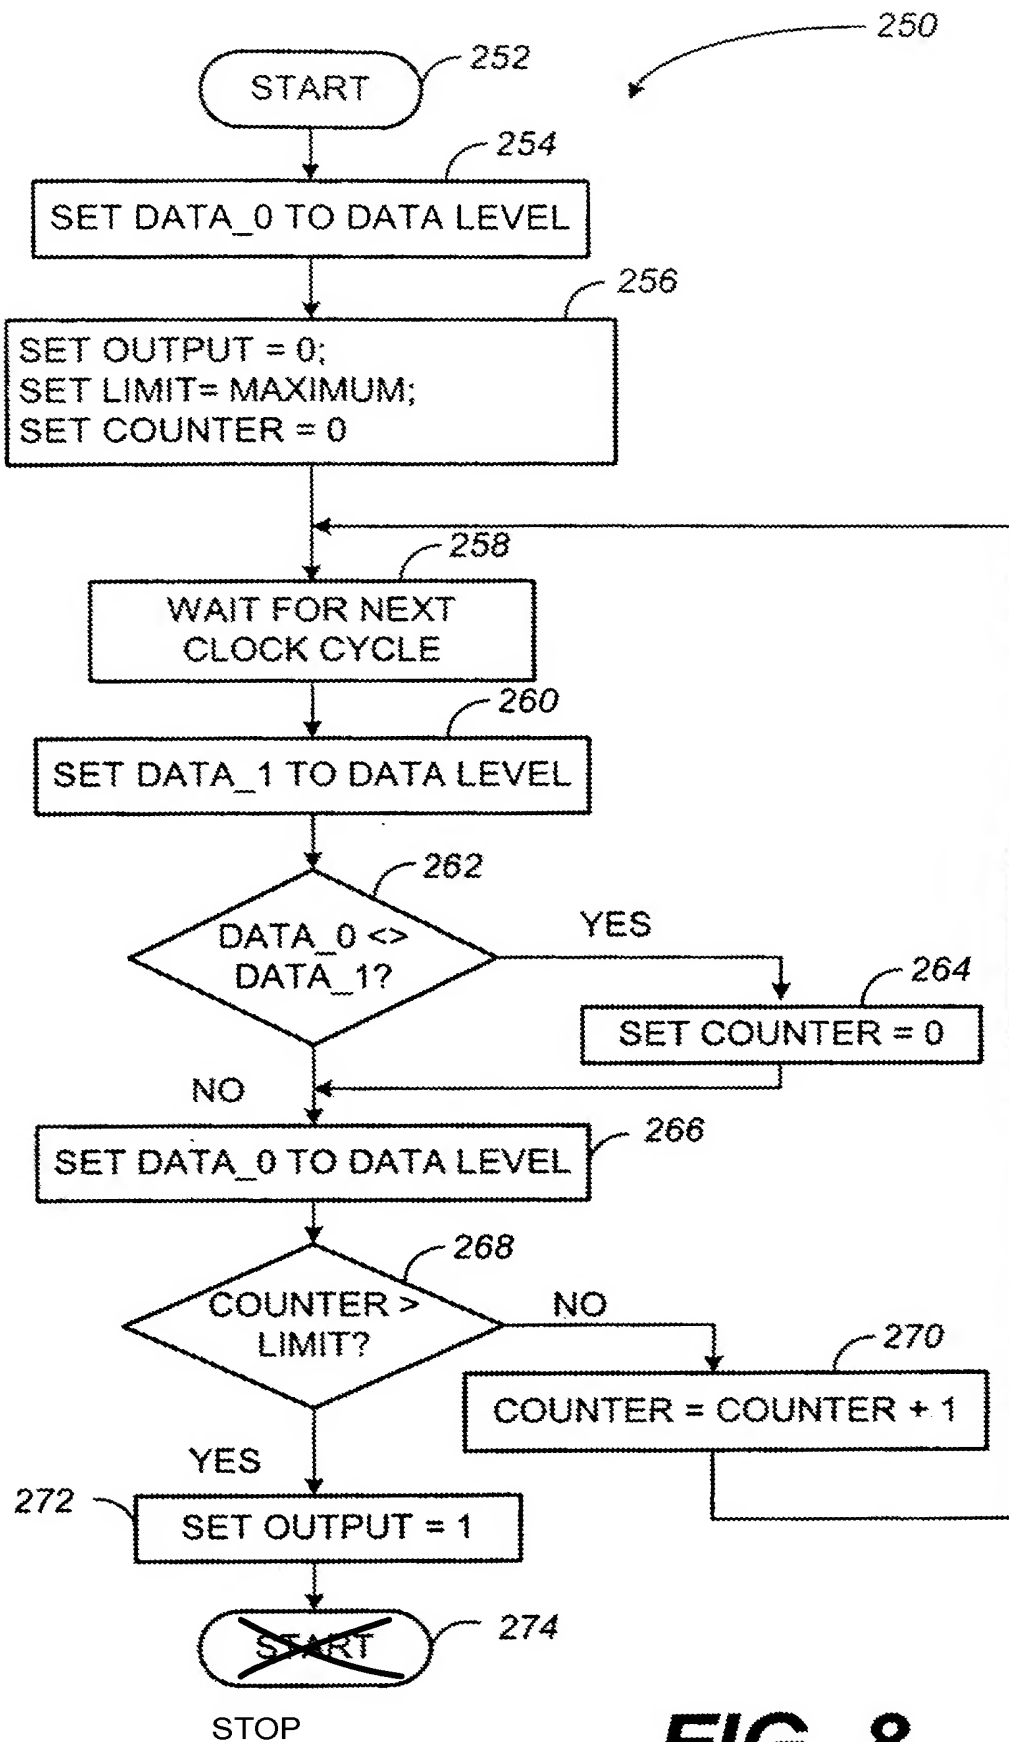 250
START
252
254
SET DATA_0 TO DATA LEVEL
256
SET OUTPUT = 0;
SET LIMIT= MAXIMUM;
SET COUNTER = 0
258
WAIT FOR NEXT
CLOCK CYCLE
260
SET DATA_1 TO DATA LEVEL
262
DATA_0 <>
DATA_1?
YES
264
SET COUNTER = 0
NO
266
SET DATA_0 TO DATA LEVEL
268
COUNTER >
LIMIT?
NO
270
COUNTER = COUNTER + 1
YES
272
SET OUTPUT = 1
START
274
STOP
FIG. 8